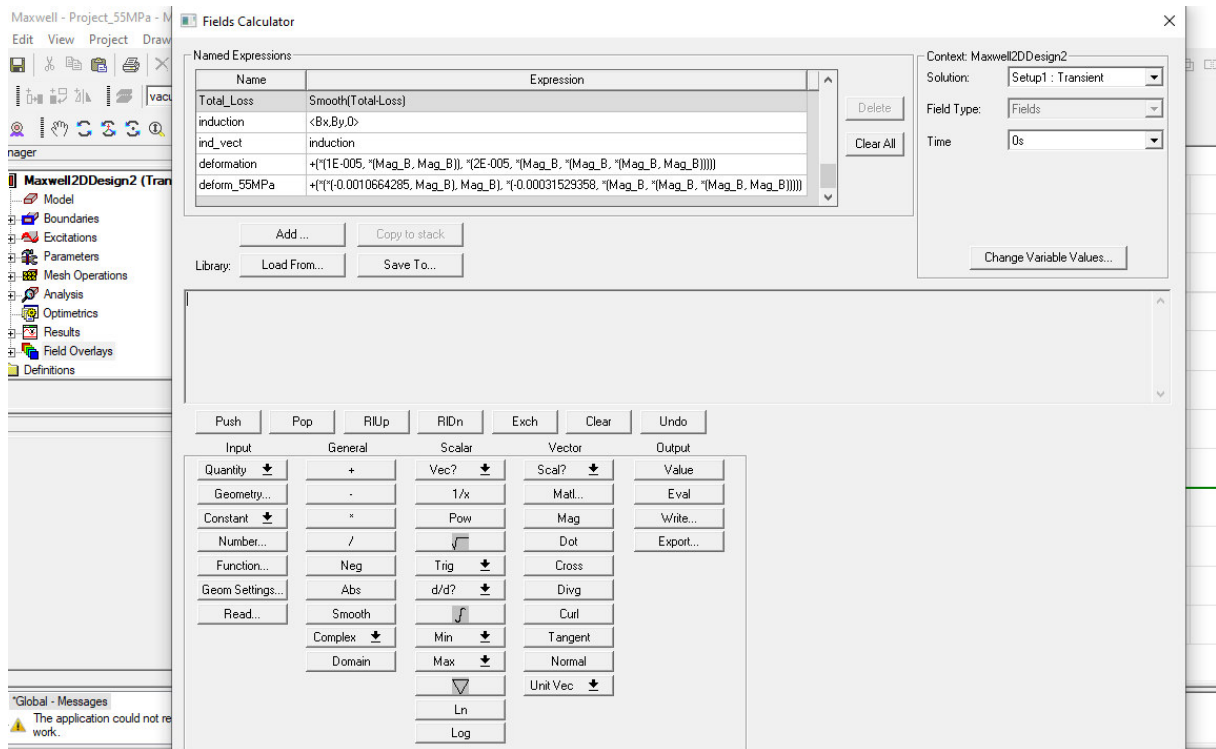 Maxwell - Project_55MPa - M
Edit View Project Draw
vacu
nager
Maxwell2DDesign2 (Tran
Model
Boundaries
Excitations
Parameters
Mesh Operations
Analysis
Optimetrics
Results
Field Overlays
Definitions
*Global - Messages
The application could not re
work.
Fields Calculator
Named Expressions
Name Expression
Total_Loss Smooth(Total-Loss)
induction <Bx,By,0>
ind_vect induction
deformation +(*(1E-005, *(Mag_B, Mag_B)), *(2E-005, *(Mag_B, *(Mag_B, *(Mag_B, Mag_B)))))
deform_55MPa +(*(*(-0.0010664285, Mag_B), Mag_B), *(-0.00031529358, *(Mag_B, *(Mag_B, *(Mag_B, Mag_B)))))
Delete
Clear All
Add ... Copy to stack
Library: Load From... Save To...
Context: Maxwell2DDesign2
Solution: Setup1 : Transient
Field Type: Fields
Time 0s
Change Variable Values...
Push Pop RlUp RlDn Exch Clear Undo
Input General Scalar Vector Output
Quantity + Vec? Scal? Value
Geometry... - 1/x Matl... Eval
Constant * Pow Mag Write...
Number... / √ Dot Export...
Function... Neg Trig Cross
Geom Settings... Abs d/d? Divg
Read... Smooth ∫ Curl
Complex Min Tangent
Domain Max Normal
▽ Unit Vec
Ln
Log